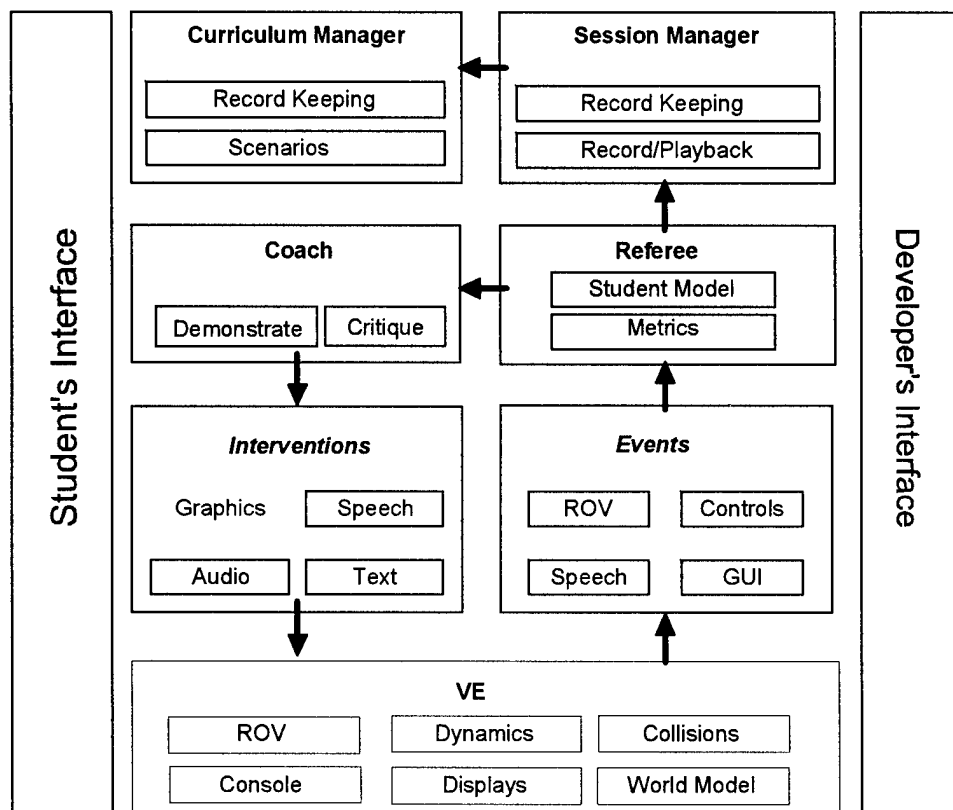 Student's Interface
Curriculum Manager
Record Keeping
Scenarios
Session Manager
Record Keeping
Record/Playback
Coach
Demonstrate
Critique
Referee
Student Model
Metrics
Interventions
Graphics
Speech
Audio
Text
Events
ROV
Controls
Speech
GUI
VE
ROV
Dynamics
Collisions
Console
Displays
World Model
Developer's Interface